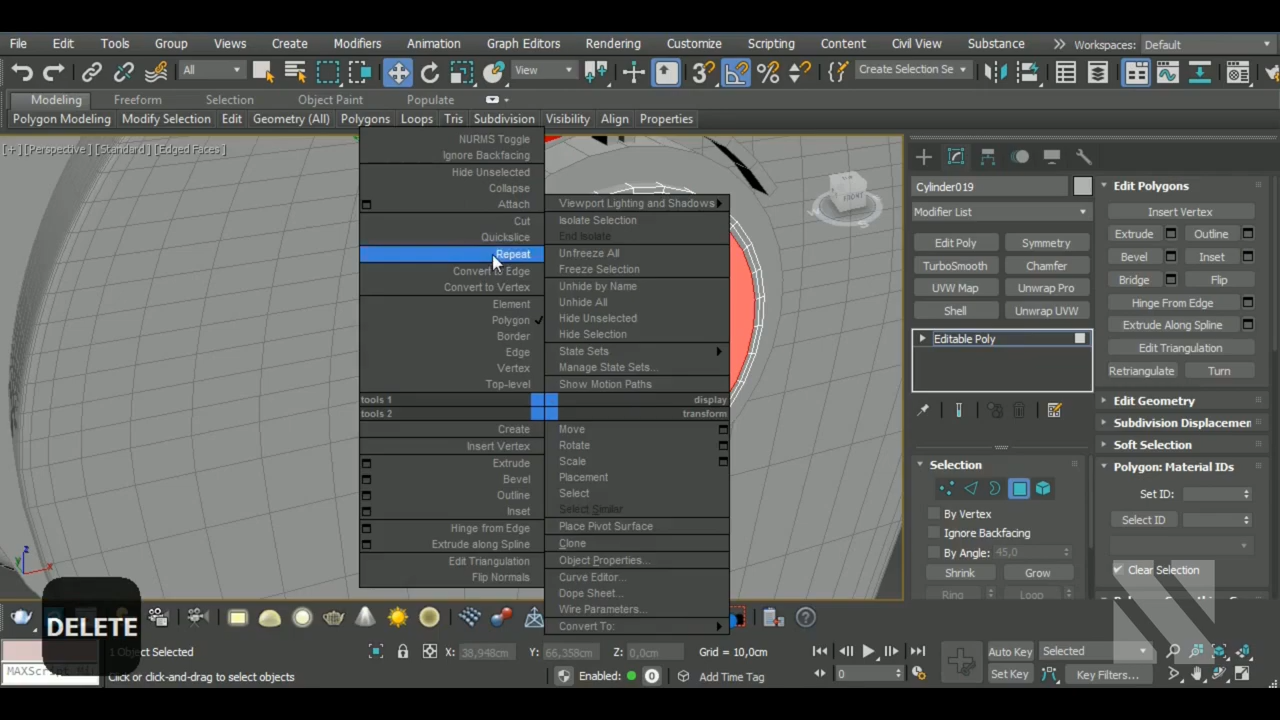 File Edit Tools Group Views Create Modifiers Animation Graph Editors Rendering Customize Scripting Content Civil View Substance Workspaces: Default
All View Create Selection Se
Modeling Freeform Selection Object Paint Populate
Polygon Modeling Modify Selection Edit Geometry (All) Polygons Loops Tris Subdivision Visibility Align Properties
[+] [Perspective] [Standard] [Edged Faces]
NURMS Toggle
Ignore Backfacing
Hide Unselected
Collapse
Attach
Cut
Quickslice
Repeat
Convert to Edge
Convert to Vertex
Element
Polygon
Border
Edge
Vertex
Top-level
tools 1
tools 2
Create
Insert Vertex
Extrude
Bevel
Outline
Inset
Hinge from Edge
Extrude along Spline
Edit Triangulation
Flip Normals
Viewport Lighting and Shadows
Isolate Selection
End Isolate
Unfreeze All
Freeze Selection
Unhide by Name
Unhide All
Hide Unselected
Hide Selection
State Sets
Manage State Sets...
Show Motion Paths
display
transform
Move
Rotate
Scale
Placement
Select
Select Similar
Place Pivot Surface
Clone
Object Properties...
Curve Editor...
Dope Sheet...
Wire Parameters...
Convert To:
FRONT
Cylinder019
Modifier List
Edit Poly Symmetry
TurboSmooth Chamfer
UVW Map Unwrap Pro
Shell Unwrap UVW
Editable Poly
Selection
By Vertex
Ignore Backfacing
By Angle: 45,0
Shrink Grow
Ring Loop
Edit Polygons
Insert Vertex
Extrude Outline
Bevel Inset
Bridge Flip
Hinge From Edge
Extrude Along Spline
Edit Triangulation
Retriangulate Turn
Edit Geometry
Subdivision Displacemen
Soft Selection
Polygon: Material IDs
Set ID:
Select ID
Clear Selection
z
y
x
DELETE
1 Object Selected X: 38,948cm Y: 66,358cm Z: 0,0cm Grid = 10,0cm Auto Key Selected
MAXScript Mi
Click or click-and-drag to select objects Enabled: 0 Add Time Tag 0 Set Key Key Filters...